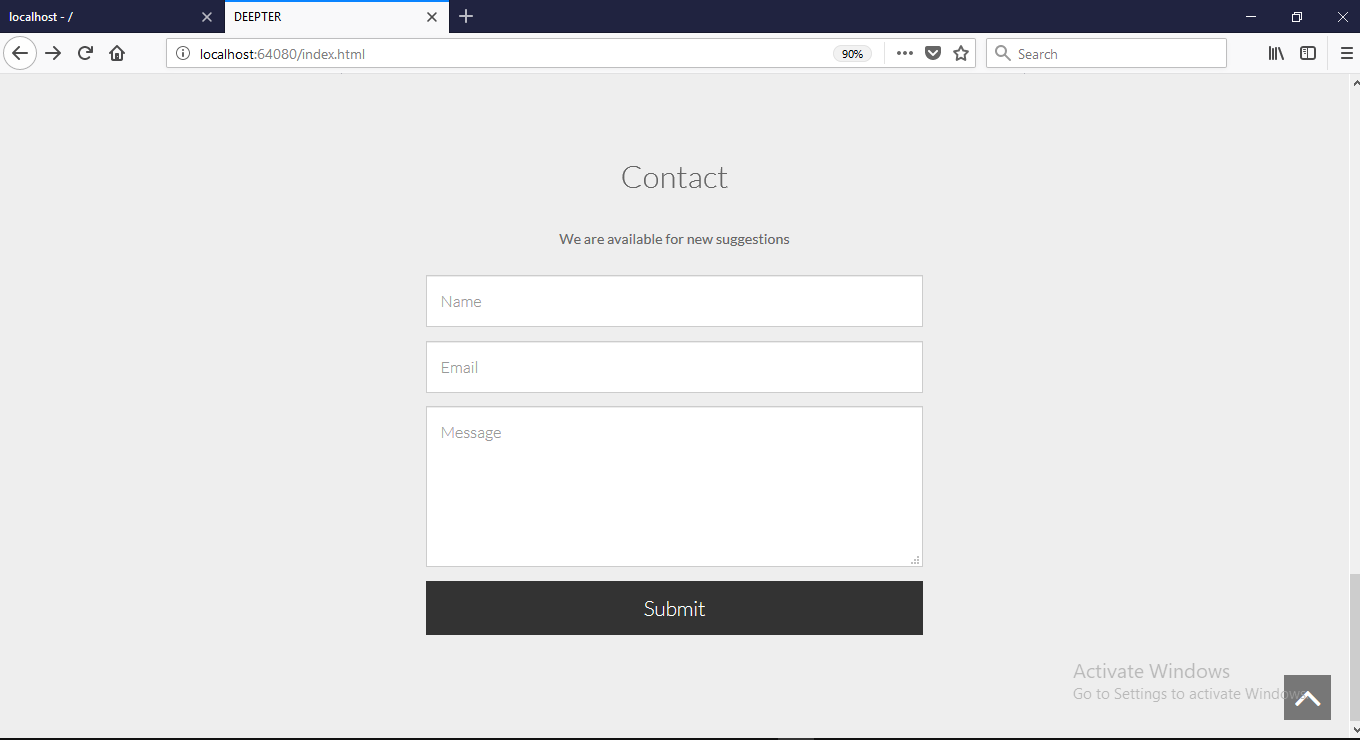 localhost - /
DEEPTER
localhost:64080/index.html
90%
Search
Contact
We are available for new suggestions
Name
Email
Message
Submit
Activate Windows
Go to Settings to activate Windows.